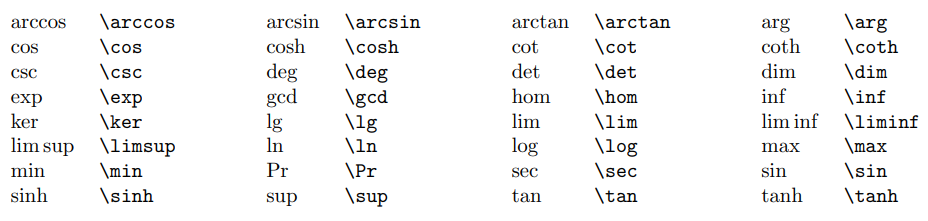 arccos \arccos arcsin \arcsin arctan \arctan arg \arg
cos \cos cosh \cosh cot \cot coth \coth
csc \csc deg \deg det \det dim \dim
exp \exp gcd \gcd hom \hom inf \inf
ker \ker lg \lg lim \lim lim inf \liminf
lim sup \limsup ln \ln log \log max \max
min \min Pr \Pr sec \sec sin \sin
sinh \sinh sup \sup tan \tan tanh \tanh